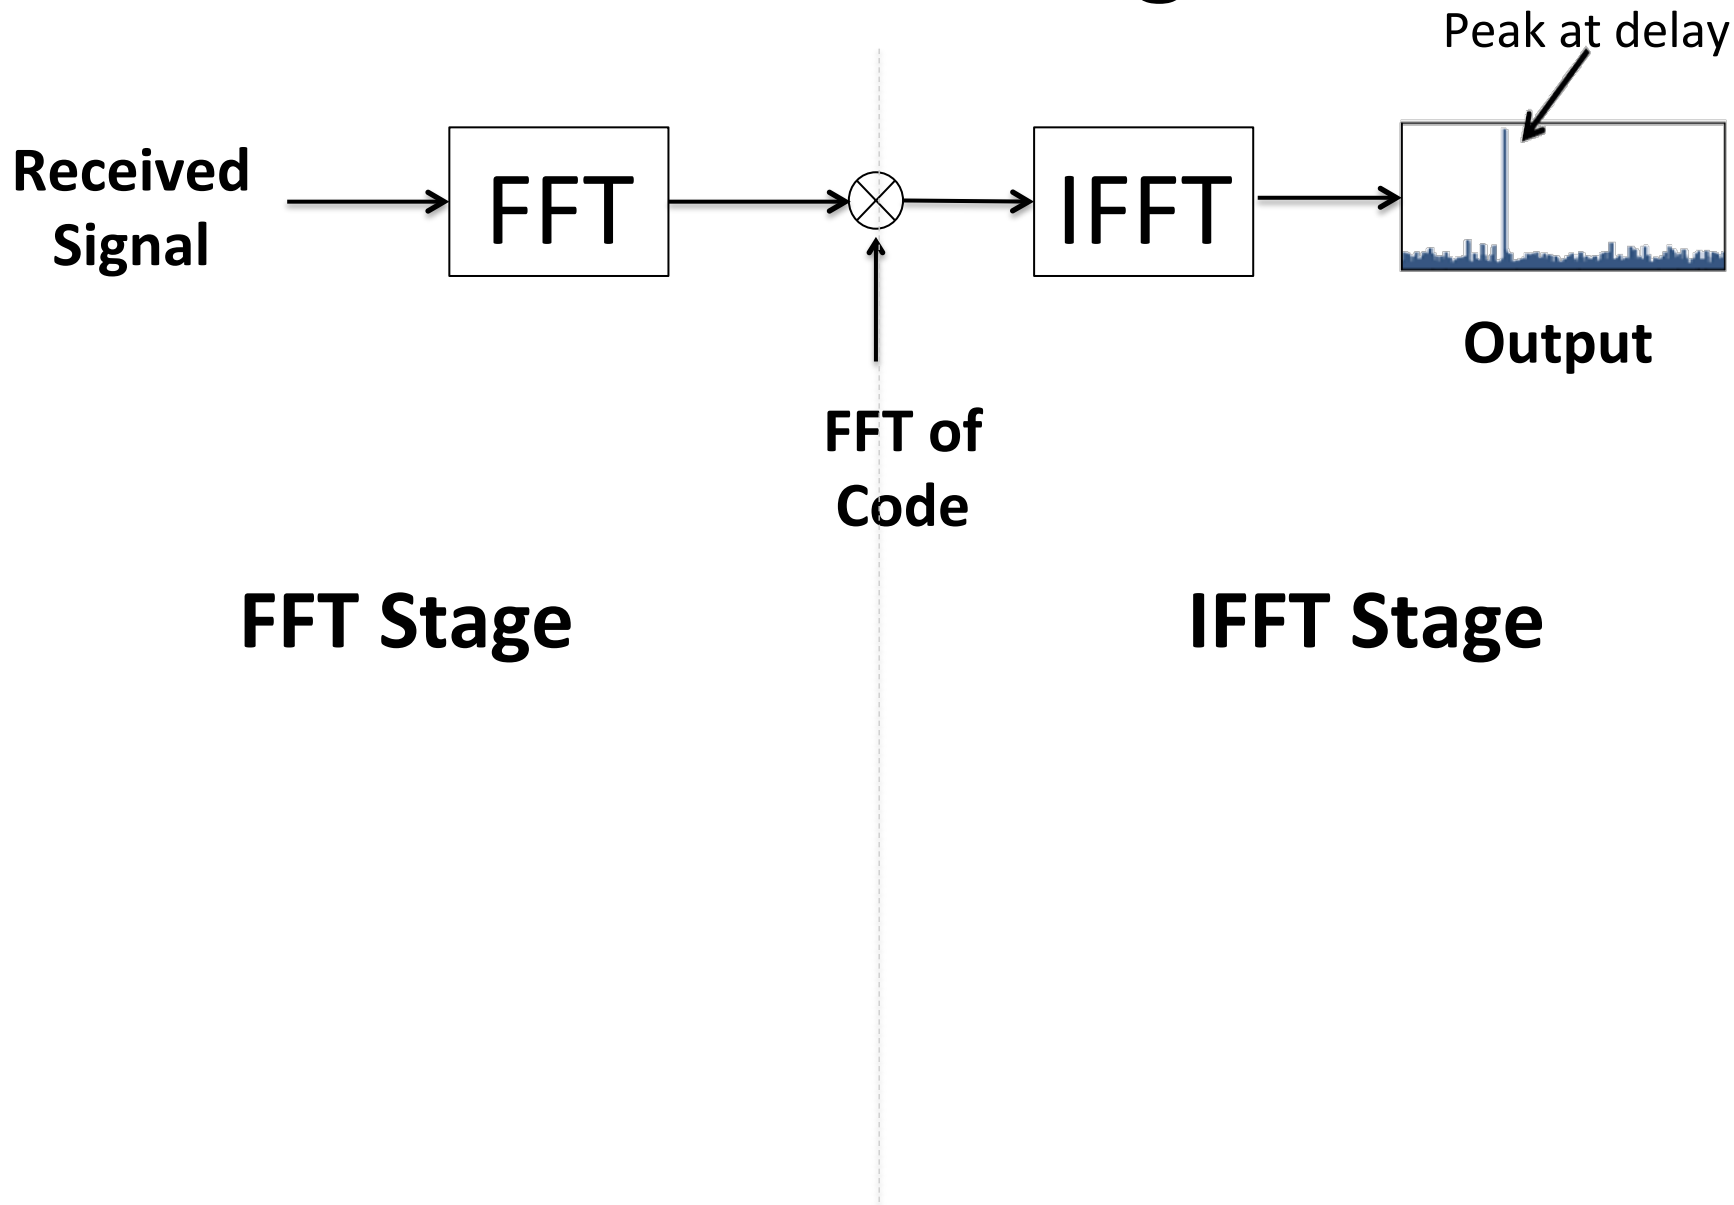 Peak at delay
Received
Signal
FFT
IFFT
Output
FFT of
Code
FFT Stage
IFFT Stage